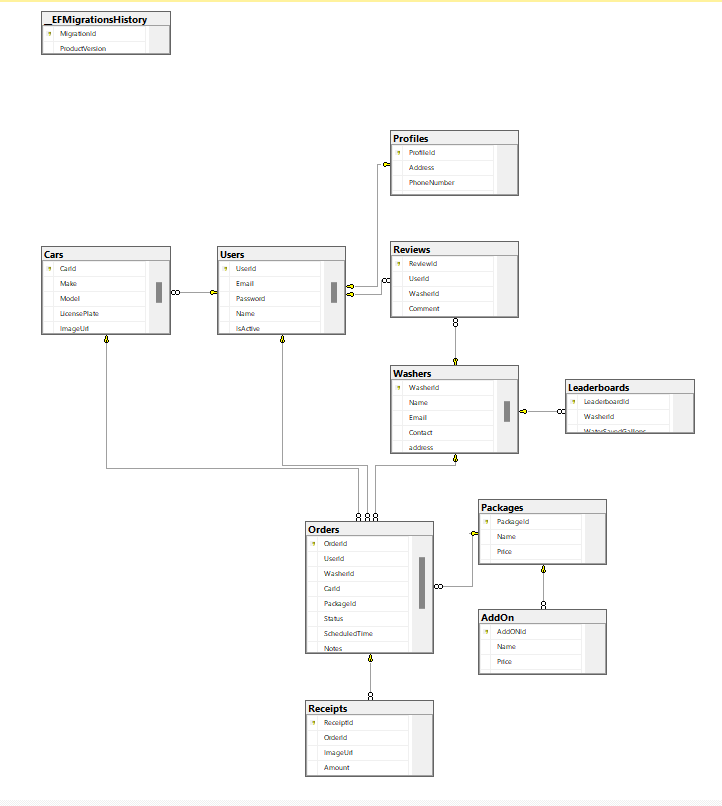 __EFMigrationsHistory
MigrationId
ProductVersion
Profiles
ProfileId
Address
PhoneNumber
Cars
CarId
Make
Model
LicensePlate
ImageUrl
Users
UserId
Email
Password
Name
IsActive
Reviews
ReviewId
UserId
WasherId
Comment
Washers
WasherId
Name
Email
Contact
address
Leaderboards
LeaderboardId
WasherId
WaterSavedGallons
Orders
OrderId
UserId
WasherId
CarId
PackageId
Status
ScheduledTime
Notes
Packages
PackageId
Name
Price
AddOn
AddONId
Name
Price
Receipts
ReceiptId
OrderId
ImageUrl
Amount